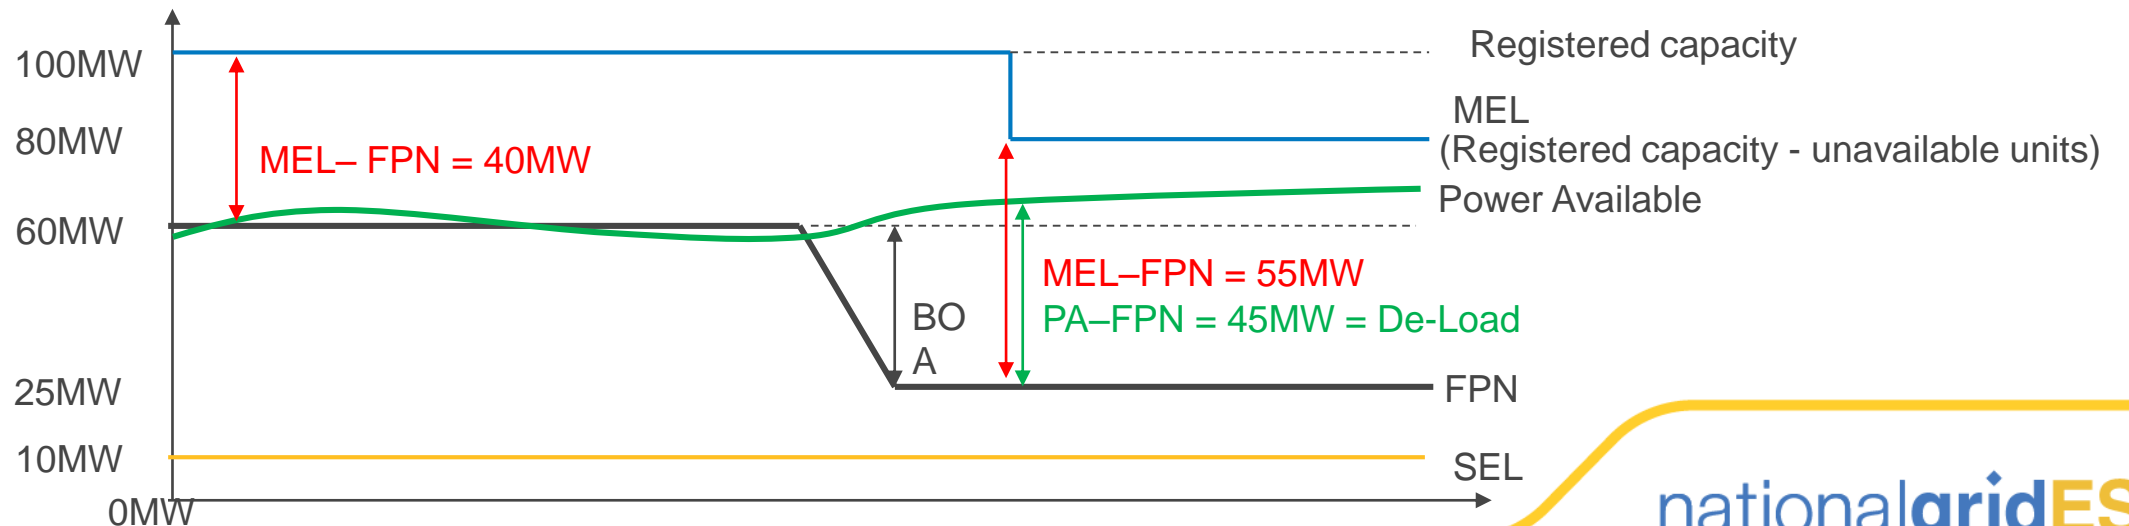 100MW
80MW
60MW
25MW
10MW
0MW
MEL– FPN = 40MW
BO
A
MEL–FPN = 55MW
PA–FPN = 45MW = De-Load
Registered capacity
MEL
(Registered capacity - unavailable units)
Power Available
FPN
SEL
nationalgridES